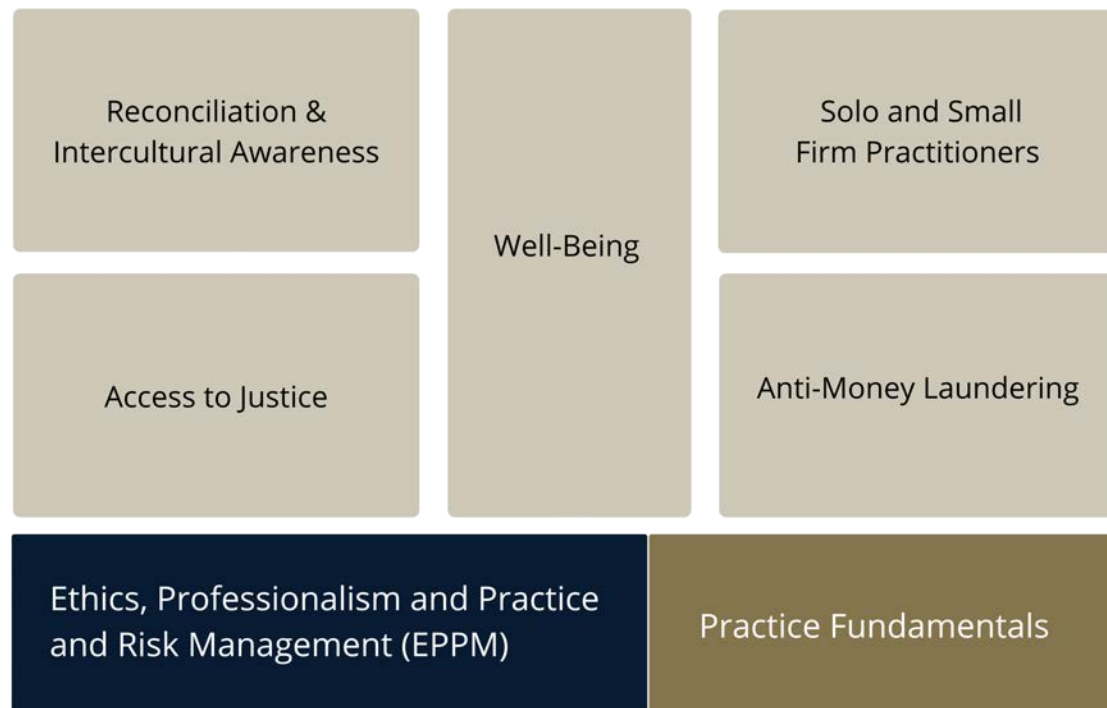 Reconciliation &
Intercultural Awareness
Well-Being
Solo and Small
Firm Practitioners
Access to Justice
Anti-Money Laundering
Ethics, Professionalism and Practice
and Risk Management (EPPM)
Practice Fundamentals